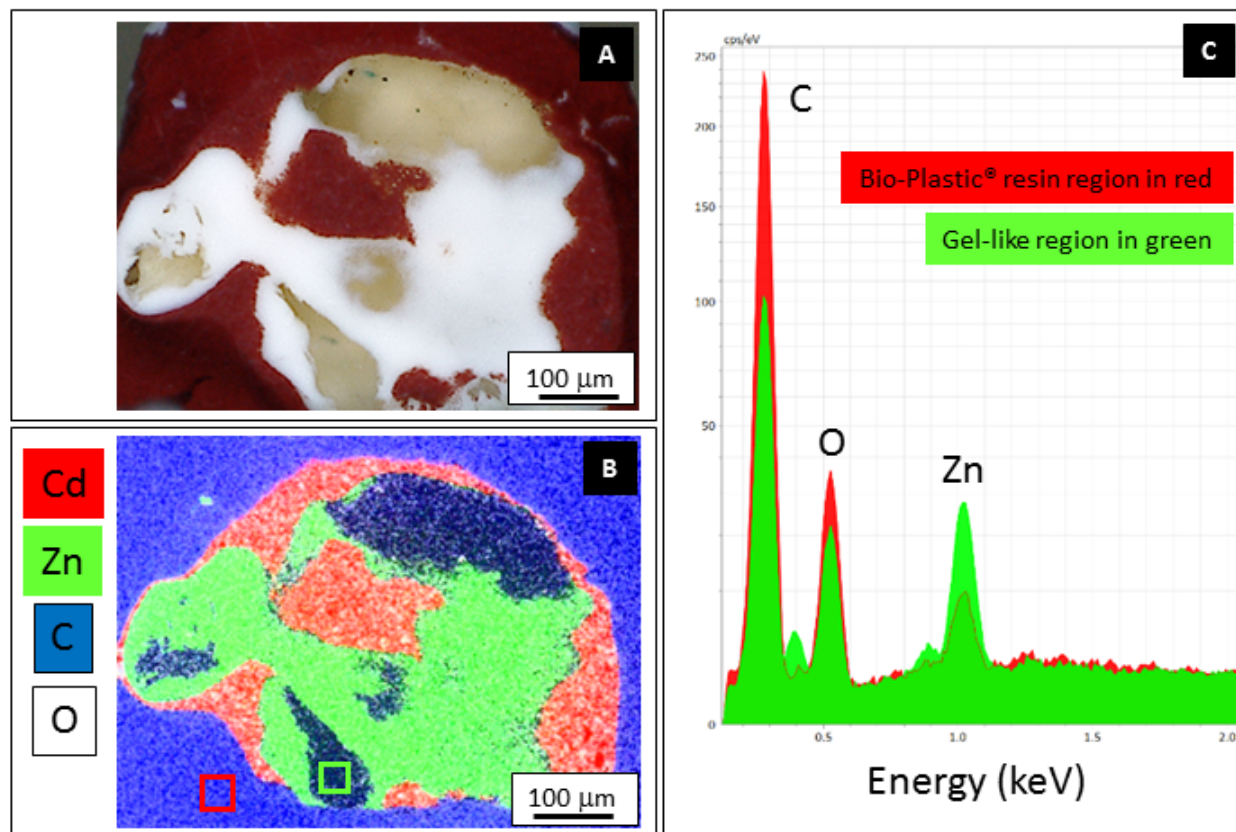 A
100 µm
B
Cd
Zn
C
O
100 µm
C
cps/eV
250
200
150
100
50
0
C
O
Zn
Bio-Plastic® resin region in red
Gel-like region in green
0.5
1.0
1.5
2.0
Energy (keV)